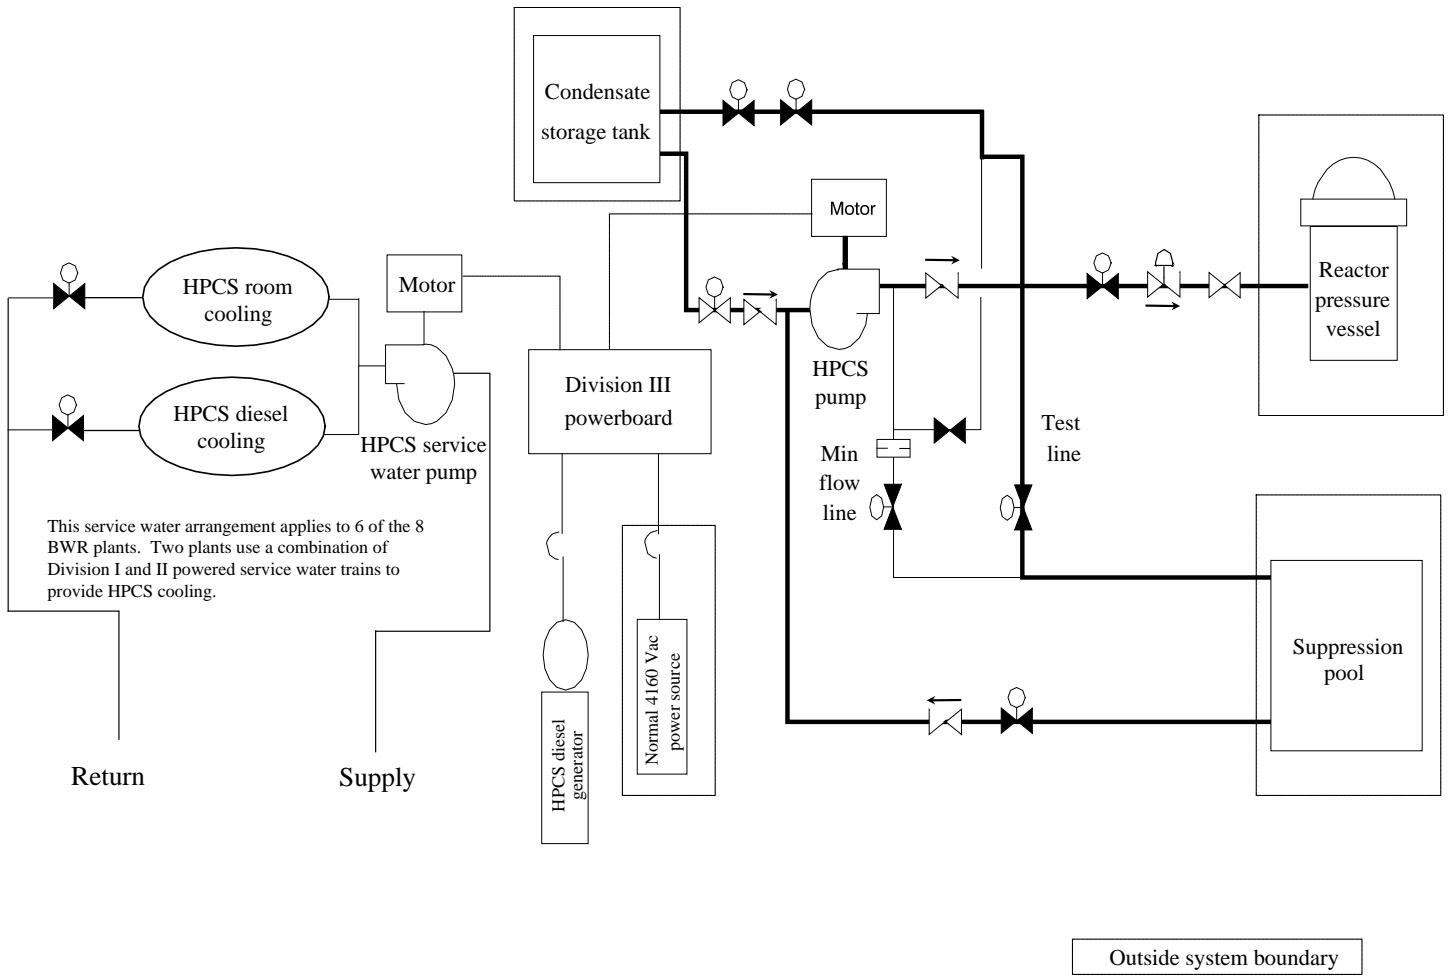 Condensate
storage tank
Motor
HPCS room
cooling
Motor
Reactor
pressure
vessel
HPCS
pump
Division III
powerboard
HPCS diesel
cooling
HPCS service
water pump
Test
line
Min
flow
line
This service water arrangement applies to 6 of the 8
BWR plants.  Two plants use a combination of
Division I and II powered service water trains to
provide HPCS cooling.
Suppression
pool
Normal 4160 Vac
power source
HPCS diesel
generator
Return
Supply
Outside system boundary